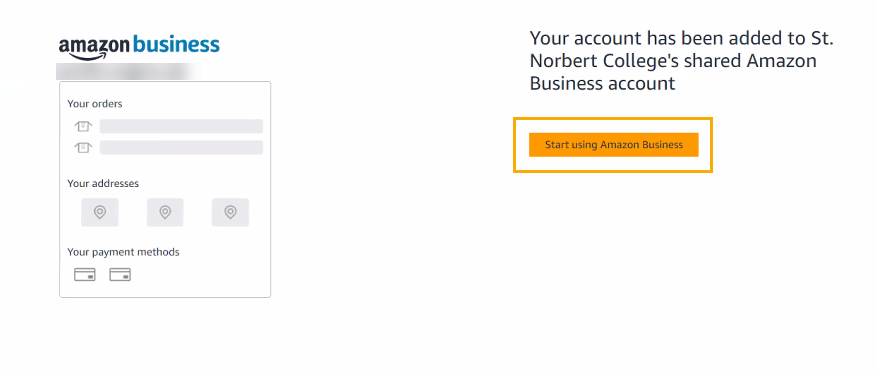 amazon business
Your orders
Your addresses
Your payment methods
Your account has been added to St.
Norbert College's shared Amazon
Business account
Start using Amazon Business